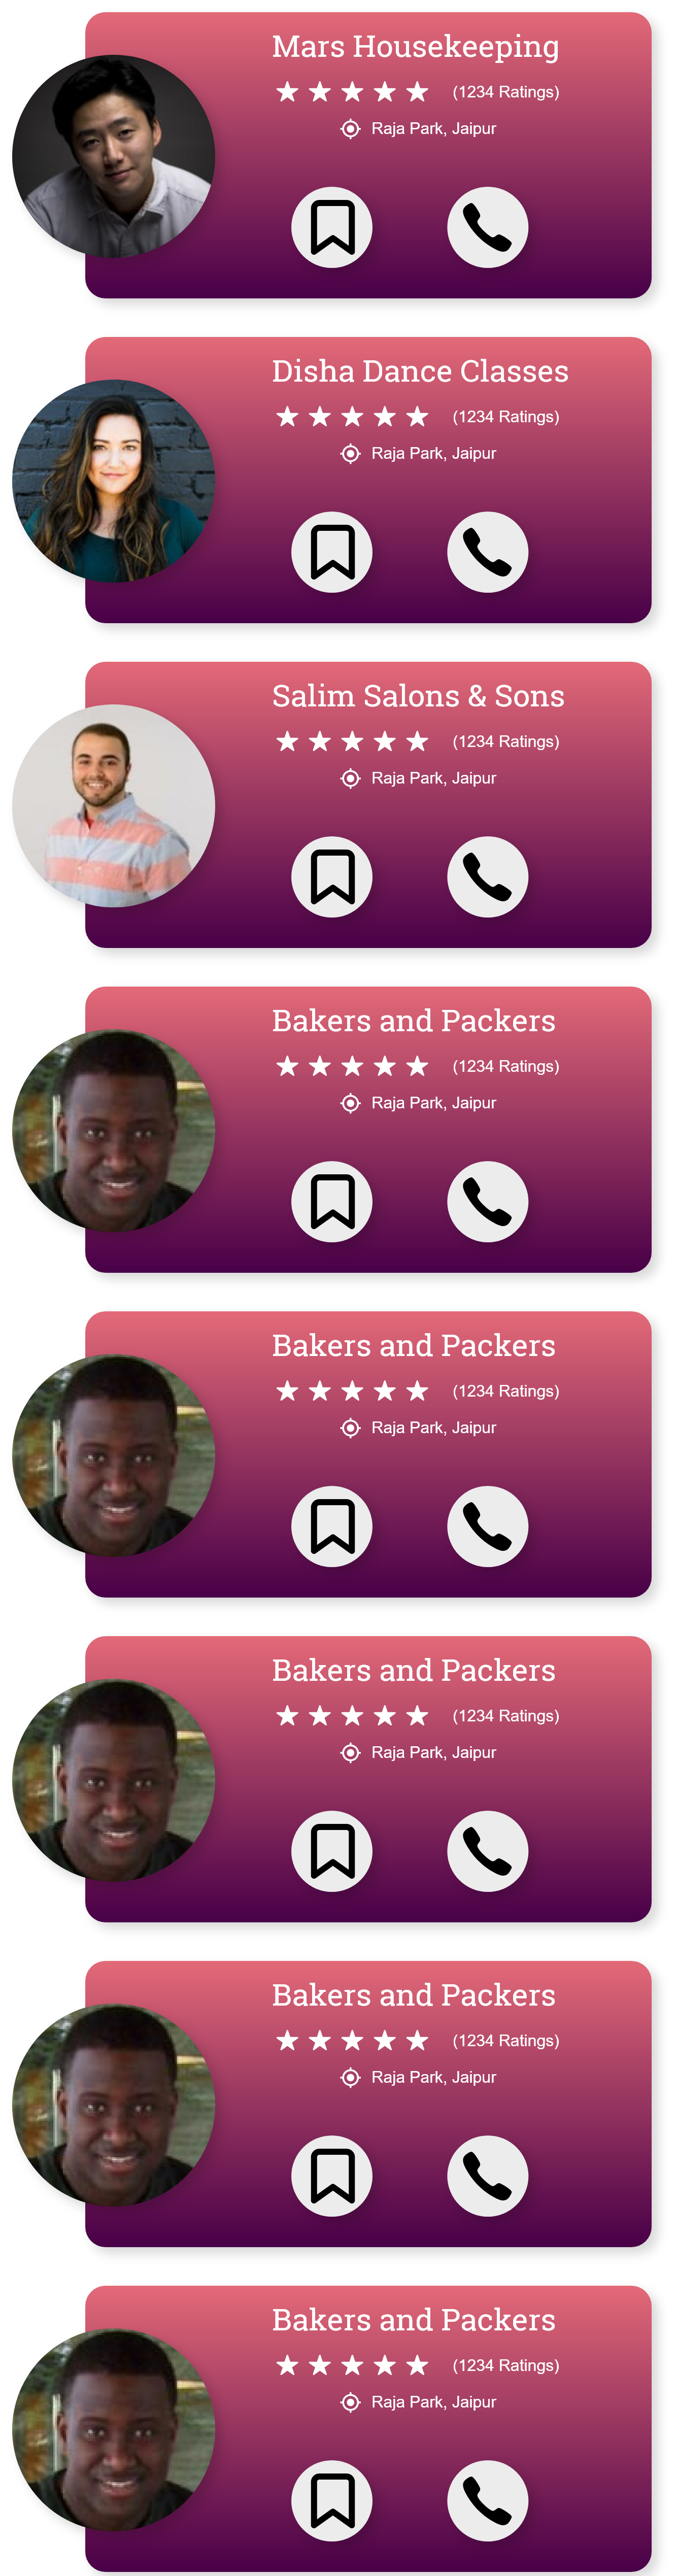 Mars Housekeeping
(1234 Ratings)
Raja Park, Jaipur
Disha Dance Classes
(1234 Ratings)
Raja Park, Jaipur
Salim Salons & Sons
(1234 Ratings)
Raja Park, Jaipur
Bakers and Packers
(1234 Ratings)
Raja Park, Jaipur
Bakers and Packers
(1234 Ratings)
Raja Park, Jaipur
Bakers and Packers
(1234 Ratings)
Raja Park, Jaipur
Bakers and Packers
(1234 Ratings)
Raja Park, Jaipur
Bakers and Packers
(1234 Ratings)
Raja Park, Jaipur